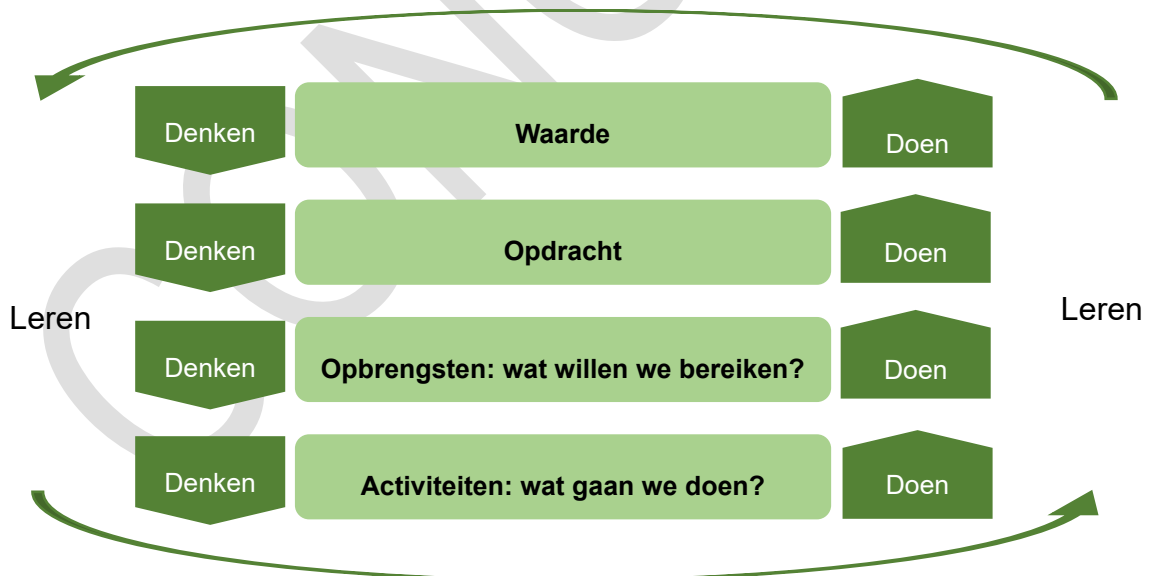 Denken
Waarde
Doen
Denken
Opdracht
Doen
Leren
Leren
Denken
Opbrengsten: wat willen we bereiken?
Doen
Denken
Activiteiten: wat gaan we doen?
Doen